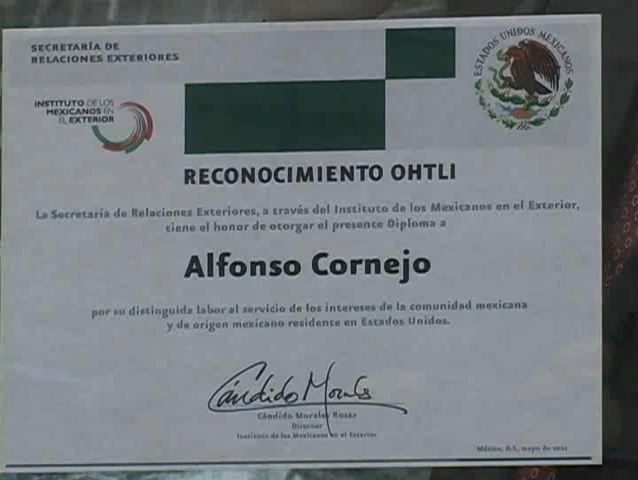 SECRETARÍA DE
RELACIONES EXTERIORES
INSTITUTO DE LOS
MEXICANOS EN
EL EXTERIOR
ESTADOS UNIDOS MEXICANOS
RECONOCIMIENTO OHTLI
La Secretaría de Relaciones Exteriores, a través del Instituto de los Mexicanos en el Exterior,
tiene el honor de otorgar el presente Diploma a
Alfonso Cornejo
por su distinguida labor al servicio de los intereses de la comunidad mexicana
y de origen mexicano residente en Estados Unidos.
Cándido Morales
Cándido Morales Rosas
Director
Instituto de los Mexicanos en el Exterior
México, D.F., mayo de